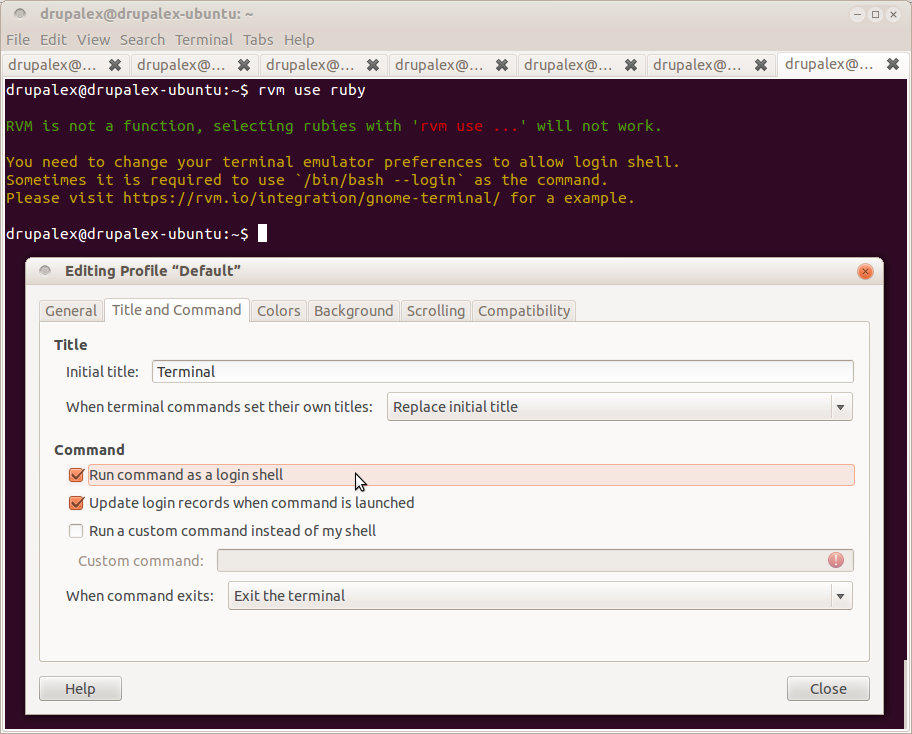 drupalex@drupalex-ubuntu: ~
File Edit View Search Terminal Tabs Help
drupalex@... drupalex@... drupalex@... drupalex@... drupalex@... drupalex@... drupalex@...
drupalex@drupalex-ubuntu:~$ rvm use ruby
RVM is not a function, selecting rubies with 'rvm use ...' will not work.
You need to change your terminal emulator preferences to allow login shell.
Sometimes it is required to use `/bin/bash --login` as the command.
Please visit https://rvm.io/integration/gnome-terminal/ for a example.
drupalex@drupalex-ubuntu:~$
Editing Profile “Default”
General Title and Command Colors Background Scrolling Compatibility
Title
Initial title: Terminal
When terminal commands set their own titles: Replace initial title
Command
Run command as a login shell
Update login records when command is launched
Run a custom command instead of my shell
Custom command:
When command exits: Exit the terminal
Help Close